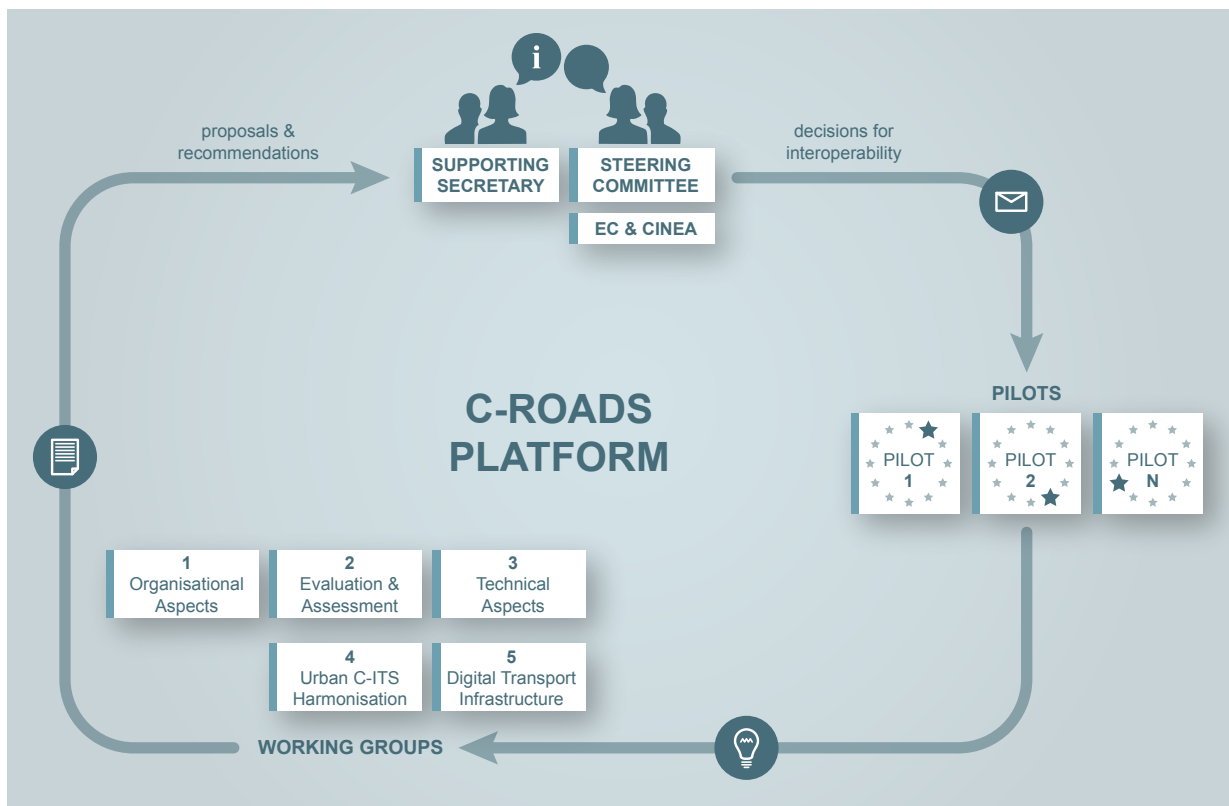 i
proposals &
recommendations
SUPPORTING
SECRETARY
STEERING
COMMITTEE
EC & CINEA
decisions for
interoperability
C-ROADS
PLATFORM
PILOTS
PILOT
1
PILOT
2
PILOT
N
1
Organisational
Aspects
2
Evaluation &
Assessment
3
Technical
Aspects
4
Urban C-ITS
Harmonisation
5
Digital Transport
Infrastructure
WORKING GROUPS